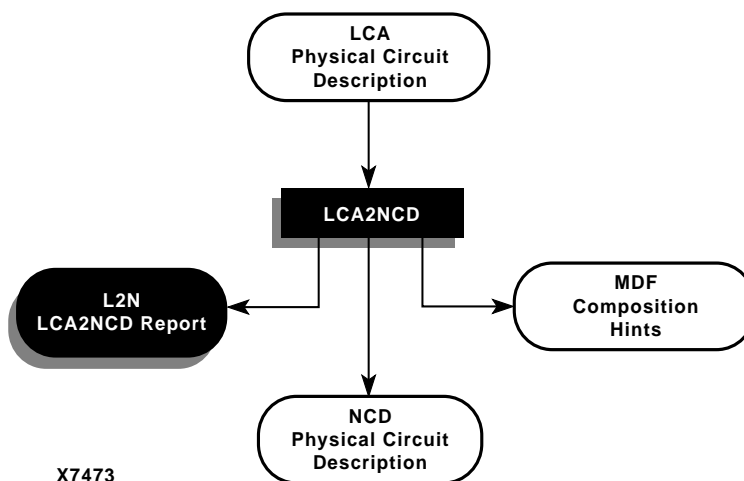 LCA
Physical Circuit
Description
LCA2NCD
L2N
LCA2NCD Report
MDF
Composition
Hints
NCD
Physical Circuit
Description
X7473